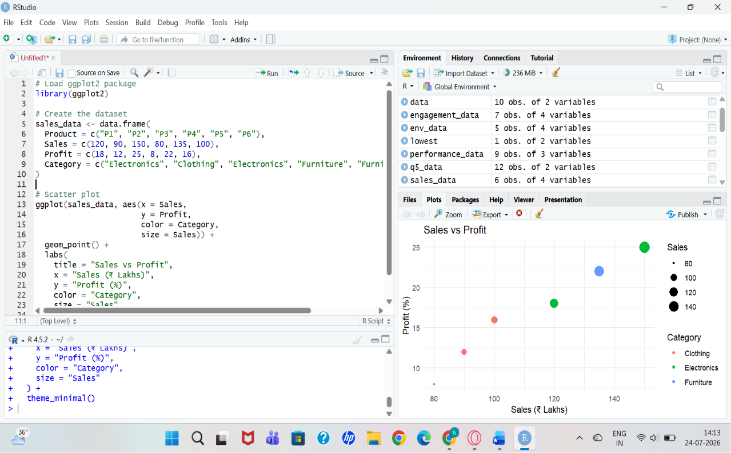 RStudio
File Edit Code View Plots Session Build Debug Profile Tools Help
Go to file/function
Addins
Project: (None)
Untitled1*
Source on Save
Run
Source
1 # Load ggplot2 package
2 library(ggplot2)
3
4 # Create the dataset
5 sales_data <- data.frame(
6 Product = c("P1", "P2", "P3", "P4", "P5", "P6"),
7 Sales = c(120, 90, 150, 80, 135, 100),
8 Profit = c(18, 12, 25, 8, 22, 16),
9 Category = c("Electronics", "Clothing", "Electronics", "Furniture", "Furni
10 )
11
12 # Scatter plot
13 ggplot(sales_data, aes(x = Sales,
14 y = Profit,
15 color = Category,
16 size = Sales)) +
17 geom_point() +
18 labs(
19 title = "Sales vs Profit",
20 x = "Sales (₹ Lakhs)",
21 y = "Profit (%)",
22 color = "Category",
23 size = "Sales"
24
11:1 (Top Level) R Script
R 4.5.2 · ~/
+ x = "Sales (₹ Lakhs)",
+ y = "Profit (%)",
+ color = "Category",
+ size = "Sales"
+ ) +
+ theme_minimal()
>
Environment History Connections Tutorial
Import Dataset 236 MiB List
R Global Environment
data 10 obs. of 2 variables
engagement_data 7 obs. of 4 variables
env_data 5 obs. of 4 variables
lowest 1 obs. of 2 variables
performance_data 9 obs. of 3 variables
q5_data 12 obs. of 2 variables
sales_data 6 obs. of 4 variables
Files Plots Packages Help Viewer Presentation
Zoom Export Publish
Sales vs Profit
Profit (%)
25
20
15
10
80 100 120 140
Sales (₹ Lakhs)
Sales
80
100
120
140
Category
Clothing
Electronics
Furniture
36°
ENG
IN
14:13
24-07-2026